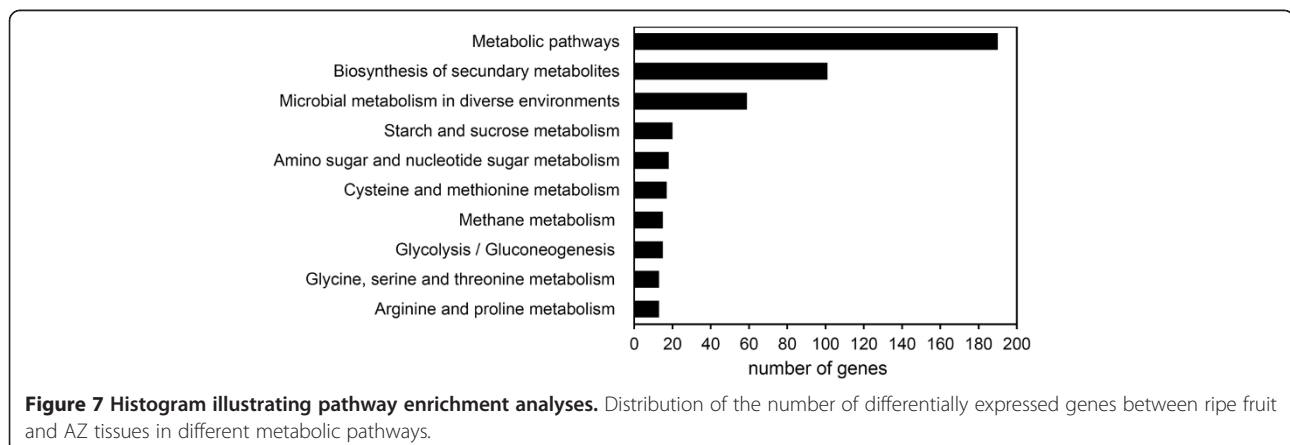 Metabolic pathways
Biosynthesis of secundary metabolites
Microbial metabolism in diverse environments
Starch and sucrose metabolism
Amino sugar and nucleotide sugar metabolism
Cysteine and methionine metabolism
Methane metabolism
Glycolysis / Gluconeogenesis
Glycine, serine and threonine metabolism
Arginine and proline metabolism
0 20 40 60 80 100 120 140 160 180 200
number of genes
Figure 7 Histogram illustrating pathway enrichment analyses. Distribution of the number of differentially expressed genes between ripe fruit
and AZ tissues in different metabolic pathways.